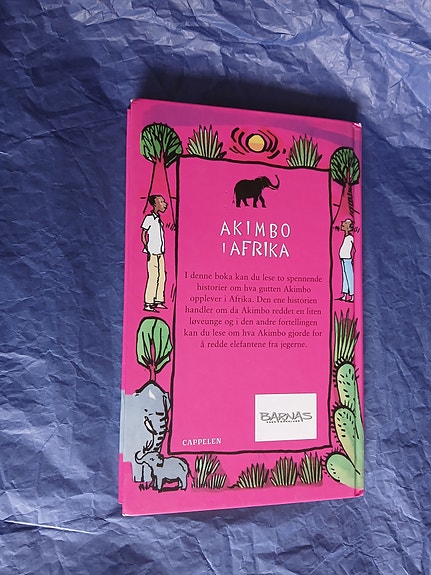 AKIMBO
I AFRIKA
I denne boka kan du lese to spennende
historier om hva gutten Akimbo
opplever i Afrika. Den ene historien
handler om da Akimbo reddet en liten
løveunge og i den andre fortellingen
kan du lese om hva Akimbo gjorde for
å redde elefantene fra jegerne.
BARNAS
CAPPELEN